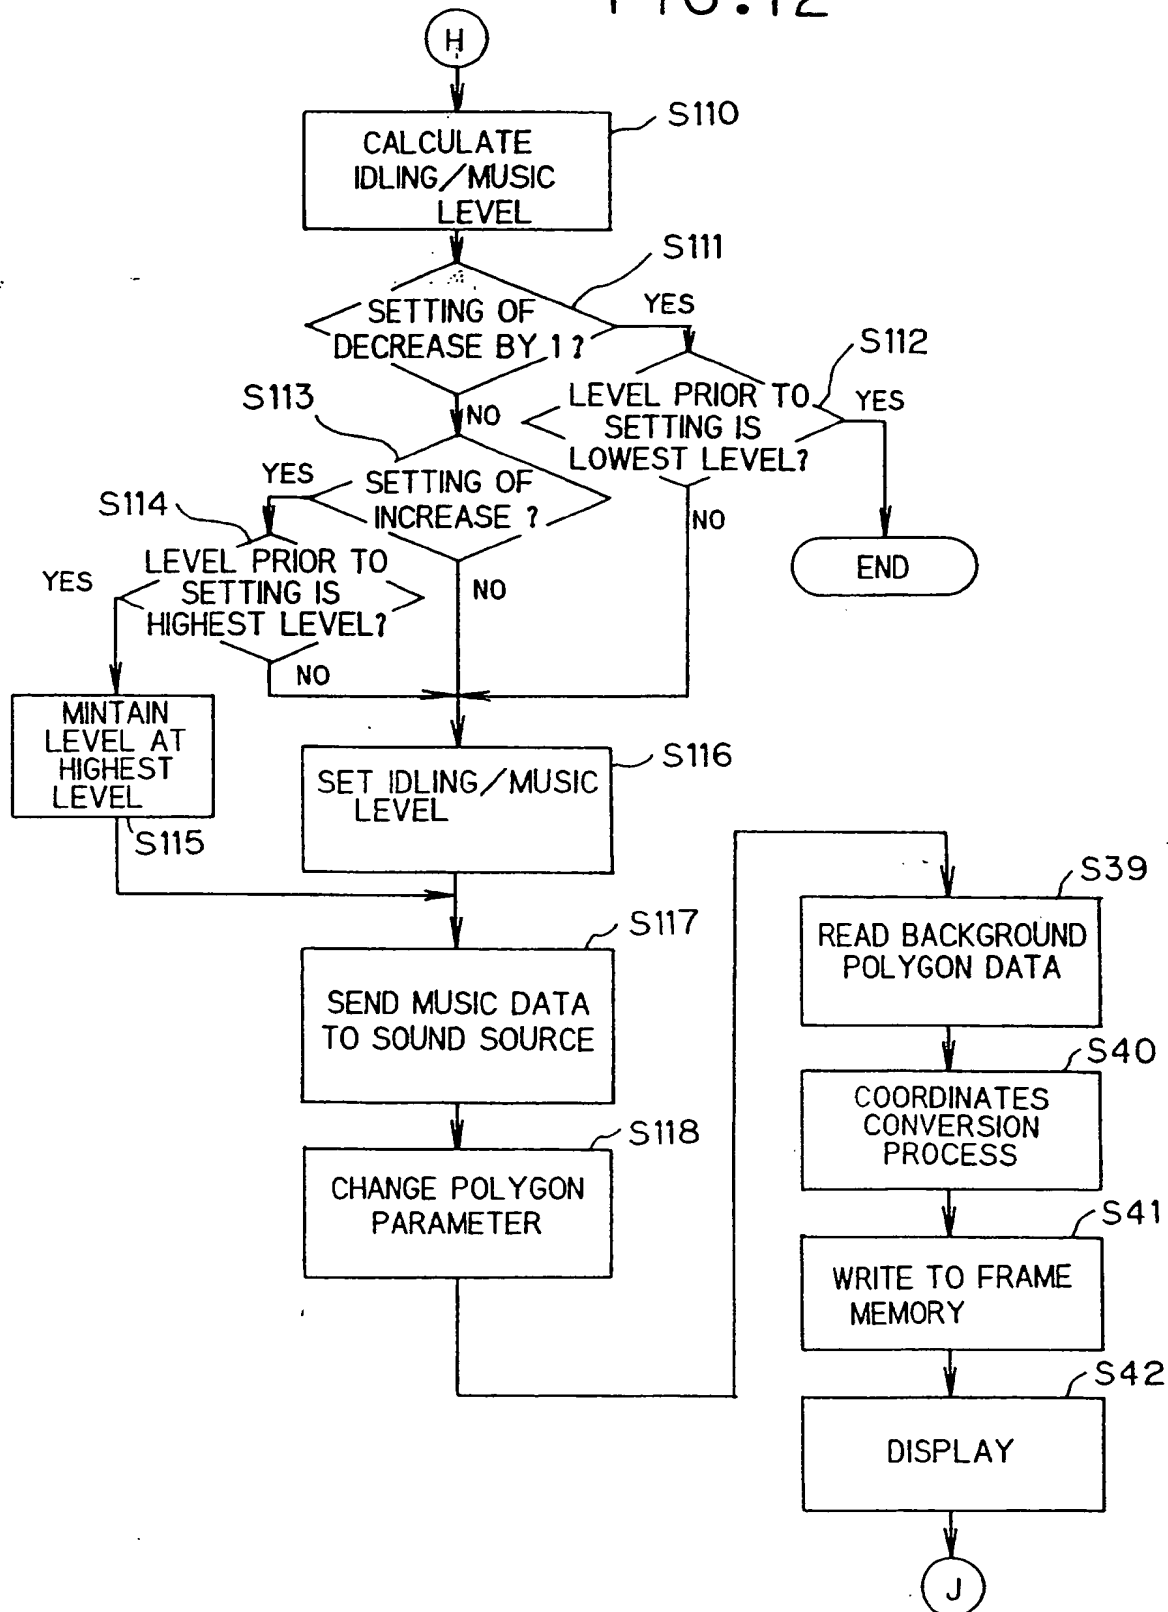 FIG.12
H
S110
CALCULATE
IDLING/MUSIC
LEVEL
S111
SETTING OF
DECREASE BY 1?
YES
S112
LEVEL PRIOR TO
SETTING IS
LOWEST LEVEL?
YES
NO
S113
YES
SETTING OF
INCREASE ?
NO
END
S114
LEVEL PRIOR TO
SETTING IS
HIGHEST LEVEL?
YES
NO
NO
MINTAIN
LEVEL AT
HIGHEST
LEVEL
S115
S116
SET IDLING/MUSIC
LEVEL
S117
SEND MUSIC DATA
TO SOUND SOURCE
S118
CHANGE POLYGON
PARAMETER
S39
READ BACKGROUND
POLYGON DATA
S40
COORDINATES
CONVERSION
PROCESS
S41
WRITE TO FRAME
MEMORY
S42
DISPLAY
J